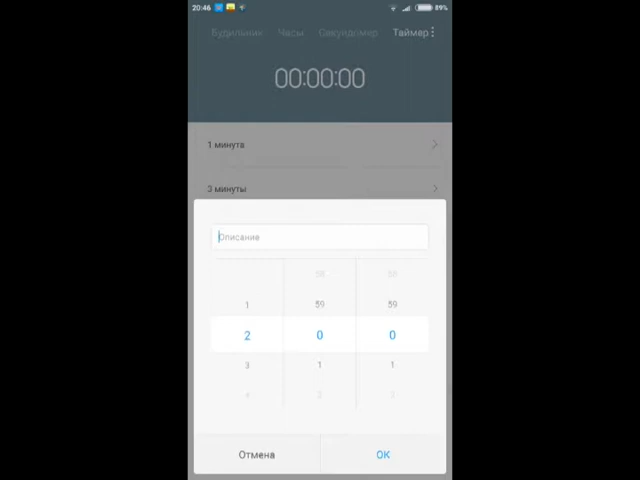 20:46 89%
Будильник Часы Секундомер Таймер
00:00:00
1 минута
3 минуты
Описание
58 58
1 59 59
2 0 0
3 1 1
4 2 2
Отмена OK